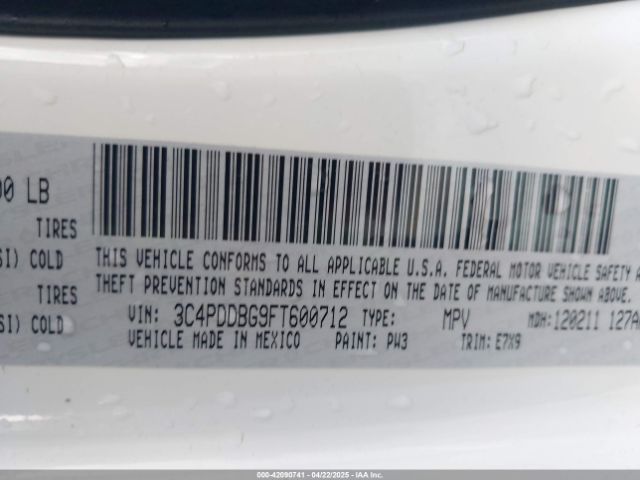 00 LB
TIRES
SI) COLD
TIRES
SI) COLD
THIS VEHICLE CONFORMS TO ALL APPLICABLE U.S.A. FEDERAL MOTOR VEHICLE SAFETY
THEFT PREVENTION STANDARDS IN EFFECT ON THE DATE OF MANUFACTURE SHOWN ABOVE.
VIN: 3C4PDDBG9FT600712 TYPE: MPV MDH: 120211 127A
VEHICLE MADE IN MEXICO PAINT: PW3 TRIM: E7X9
000-42090741 - 04/22/2025 - IAA Inc.